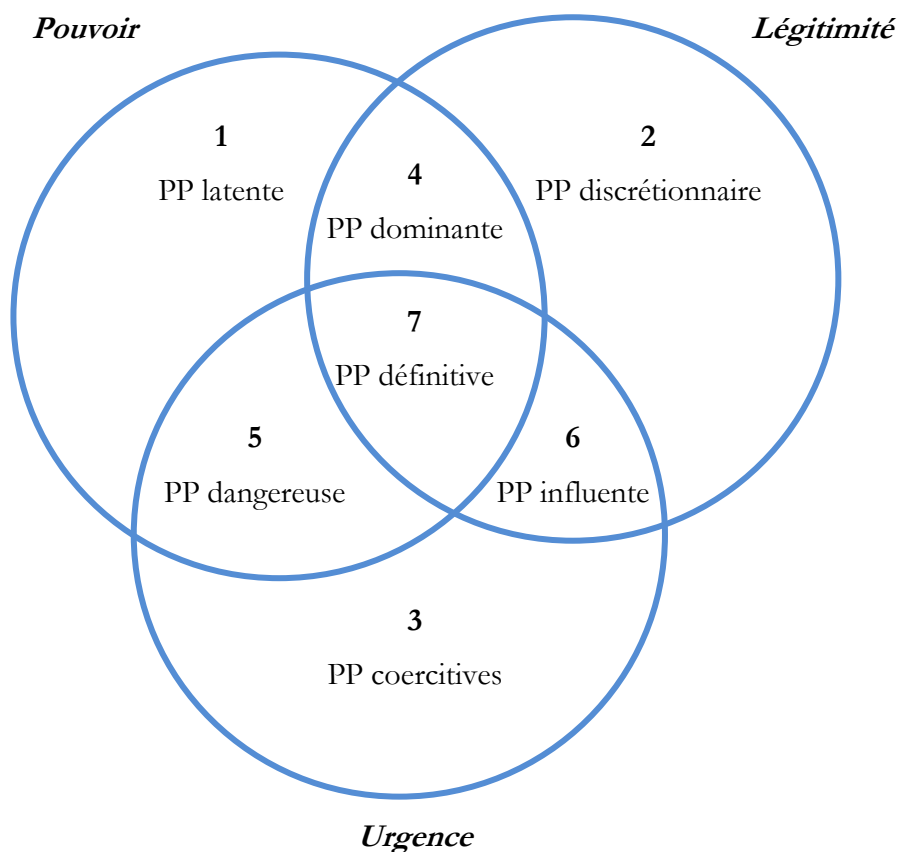 Pouvoir
Légitimité
1
PP latente
2
PP discrétionnaire
4
PP dominante
7
PP définitive
5
PP dangereuse
6
PP influente
3
PP coercitives
Urgence